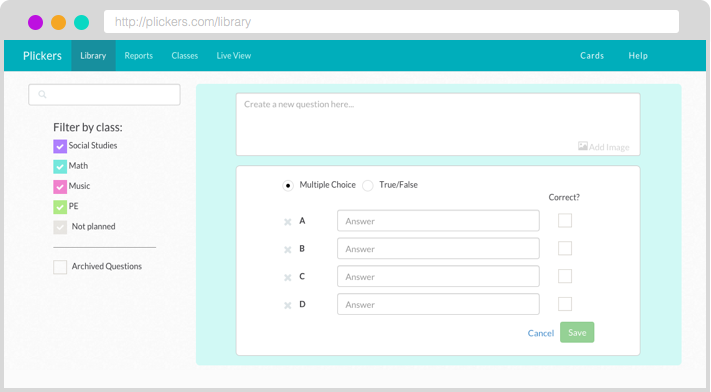 http://plickers.com/library
Plickers Library Reports Classes Live View Cards Help
Filter by class:
Social Studies
Math
Music
PE
Not planned
Archived Questions
Create a new question here...
Add Image
Multiple Choice True/False
Correct?
A Answer
B Answer
C Answer
D Answer
Cancel Save